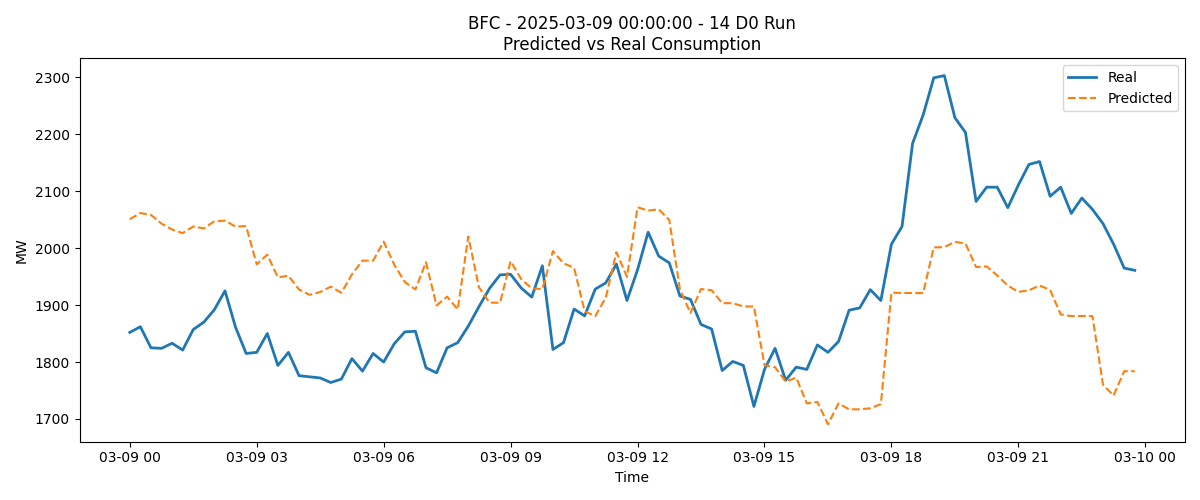 BFC - 2025-03-09 00:00:00 - 14 D0 Run
Predicted vs Real Consumption
Real
Predicted
MW
2300
2200
2100
2000
1900
1800
1700
03-09 00
03-09 03
03-09 06
03-09 09
03-09 12
03-09 15
03-09 18
03-09 21
03-10 00
Time